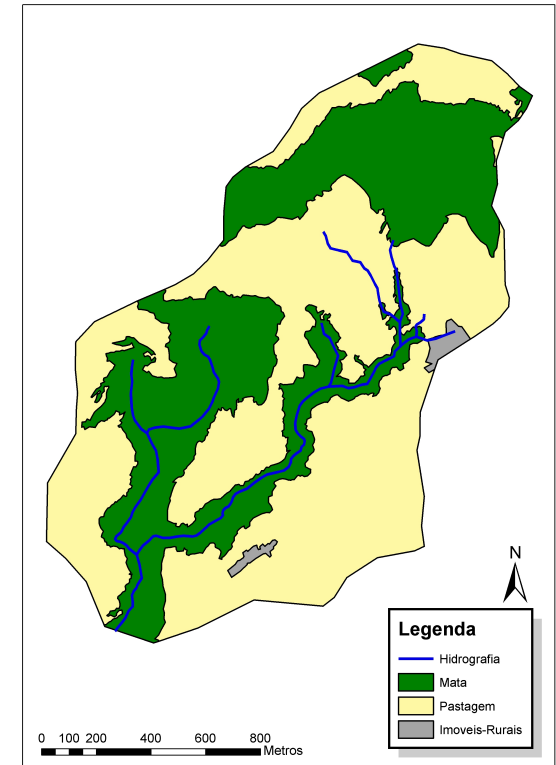 N
Legenda
Hidrografia
Mata
Pastagem
Imoveis-Rurais
0 100 200 400 600 800
Metros